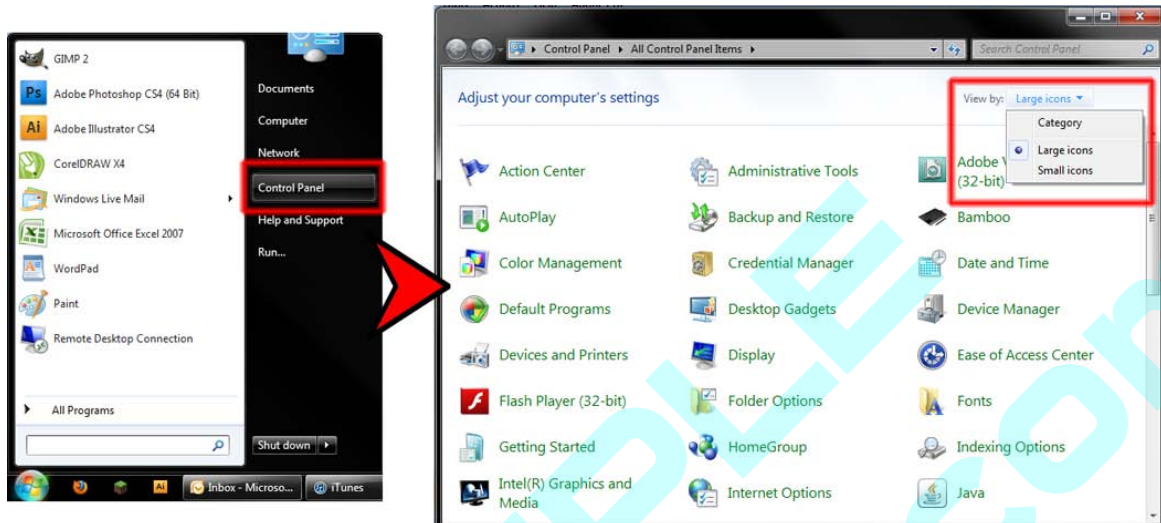 GIMP 2
Adobe Photoshop CS4 (64 Bit)
Adobe Illustrator CS4
CorelDRAW X4
Windows Live Mail
Microsoft Office Excel 2007
WordPad
Paint
Remote Desktop Connection
All Programs
Documents
Computer
Network
Control Panel
Help and Support
Run...
Shut down
Inbox - Microso...
iTunes
Control Panel All Control Panel Items
Search Control Panel
Adjust your computer's settings
View by: Large icons
Category
Large icons
Small icons
Action Center
Administrative Tools
Adobe
(32-bit)
AutoPlay
Backup and Restore
Bamboo
Color Management
Credential Manager
Date and Time
Default Programs
Desktop Gadgets
Device Manager
Devices and Printers
Display
Ease of Access Center
Flash Player (32-bit)
Folder Options
Fonts
Getting Started
HomeGroup
Indexing Options
Intel(R) Graphics and
Media
Internet Options
Java
Ps
Ai
Ai